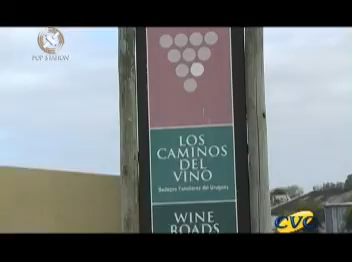 POP STATION
LOS
CAMINOS
DEL
VINO
Bodegas Familiares del Uruguay
WINE
ROADS
CVC